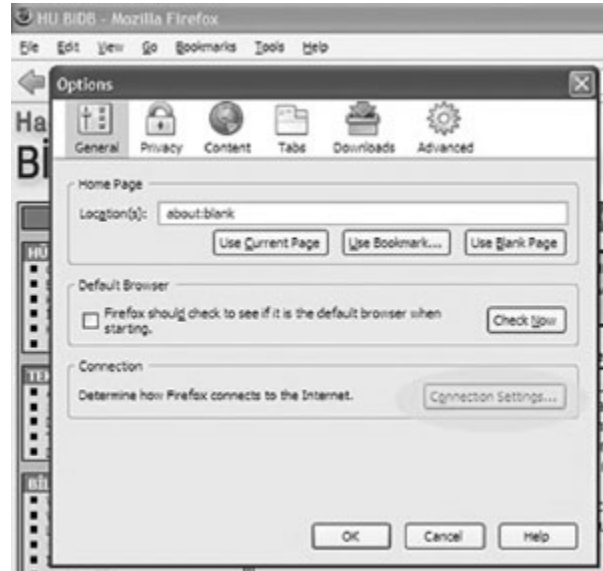 HU BIDB - Mozilla Firefox
File Edit View Go Bookmarks Tools Help
Options
Ha
General Privacy Content Tabs Downloads Advanced
Bİ
Home Page
Location(s): about:blank
Use Current Page Use Bookmark... Use Blank Page
HÜ
Default Browser
Firefox should check to see if it is the default browser when
starting.
Check Now
TEK
Connection
Determine how Firefox connects to the Internet. Connection Settings...
BİL
OK Cancel Help